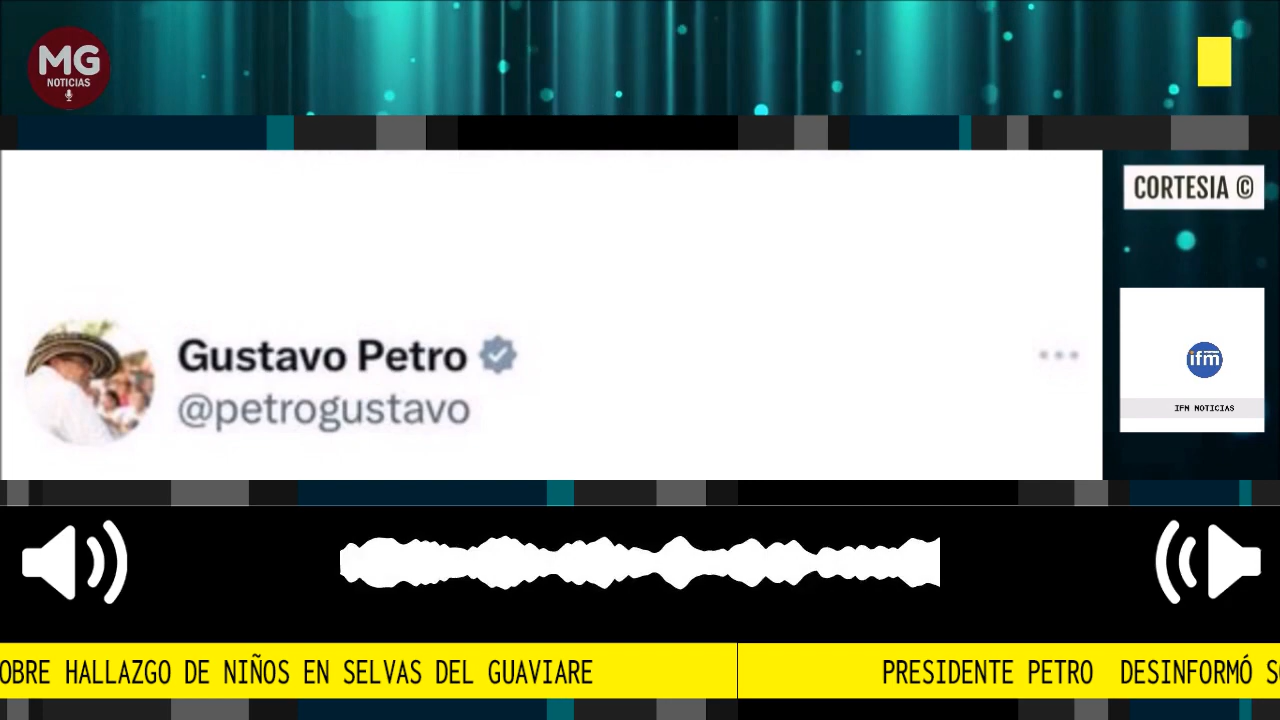 MG
NOTICIAS
CORTESIA ©
Gustavo Petro
@petrogustavo
ifm
IFM NOTICIAS
HALLAZGO DE NIÑOS EN SELVAS DEL GUAVIARE
PRESIDENTE PETRO DESINFORMÓ